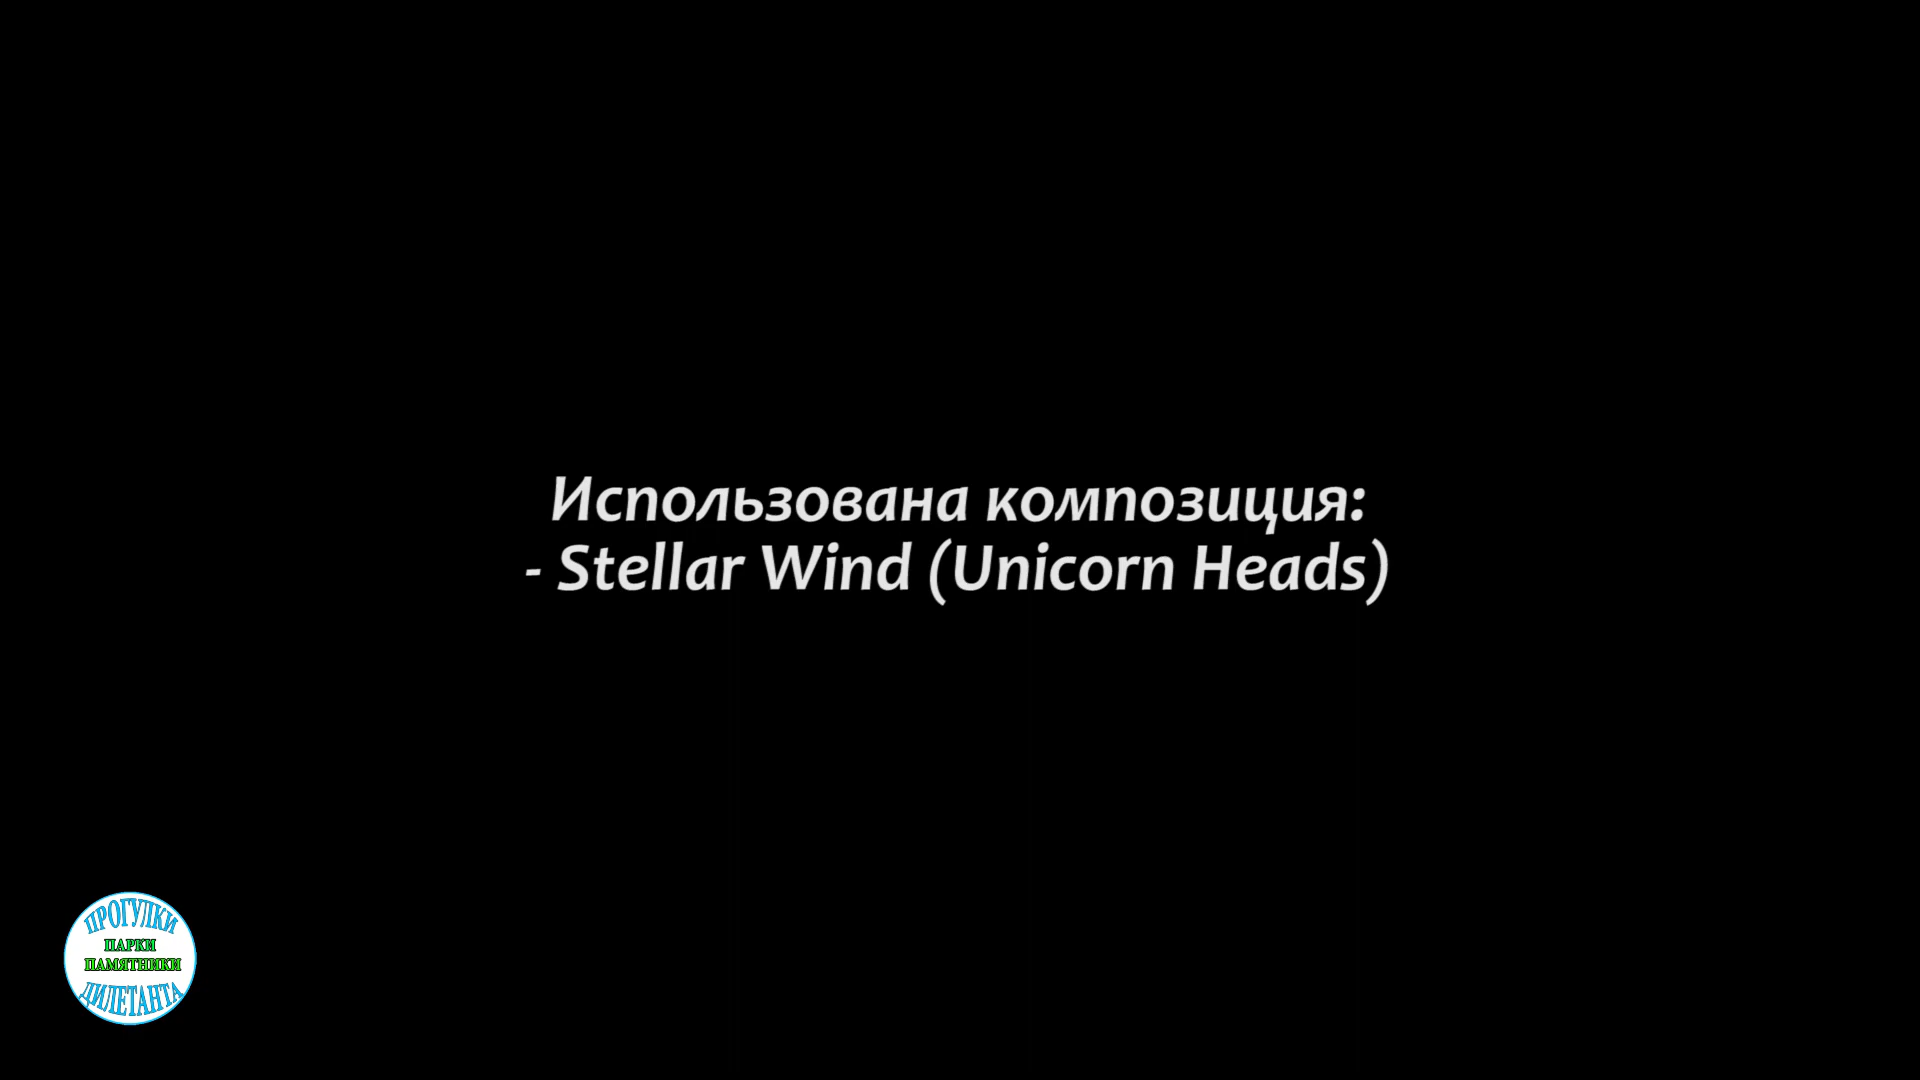 Использована композиция:
- Stellar Wind (Unicorn Heads)
ПРОГУЛКИ
ПАРКИ
ПАМЯТНИКИ
ДИЛЕТАНТА